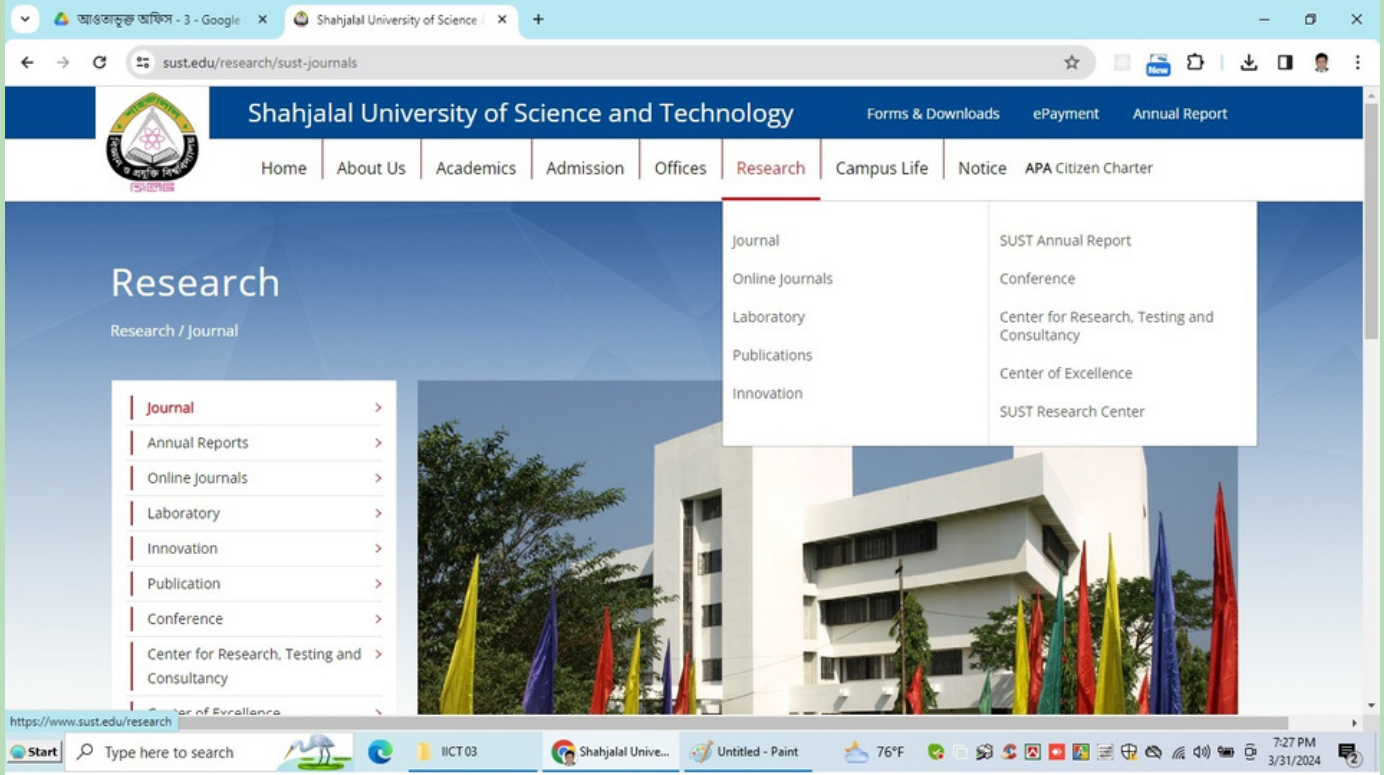 আওতাভুক্ত অফিস - 3 - Google
Shahjalal University of Science
sust.edu/research/sust-journals
New
Shahjalal University of Science and Technology
Forms & Downloads
ePayment
Annual Report
Home
About Us
Academics
Admission
Offices
Research
Campus Life
Notice
APA Citizen Charter
Journal
Online Journals
Laboratory
Publications
Innovation
SUST Annual Report
Conference
Center for Research, Testing and
Consultancy
Center of Excellence
SUST Research Center
Research
Research / Journal
Journal
Annual Reports
Online Journals
Laboratory
Innovation
Publication
Conference
Center for Research, Testing and
Consultancy
of Excellence
https://www.sust.edu/research
Start
Type here to search
IICT 03
Shahjalal Unive...
Untitled - Paint
76°F
7:27 PM
3/31/2024
2